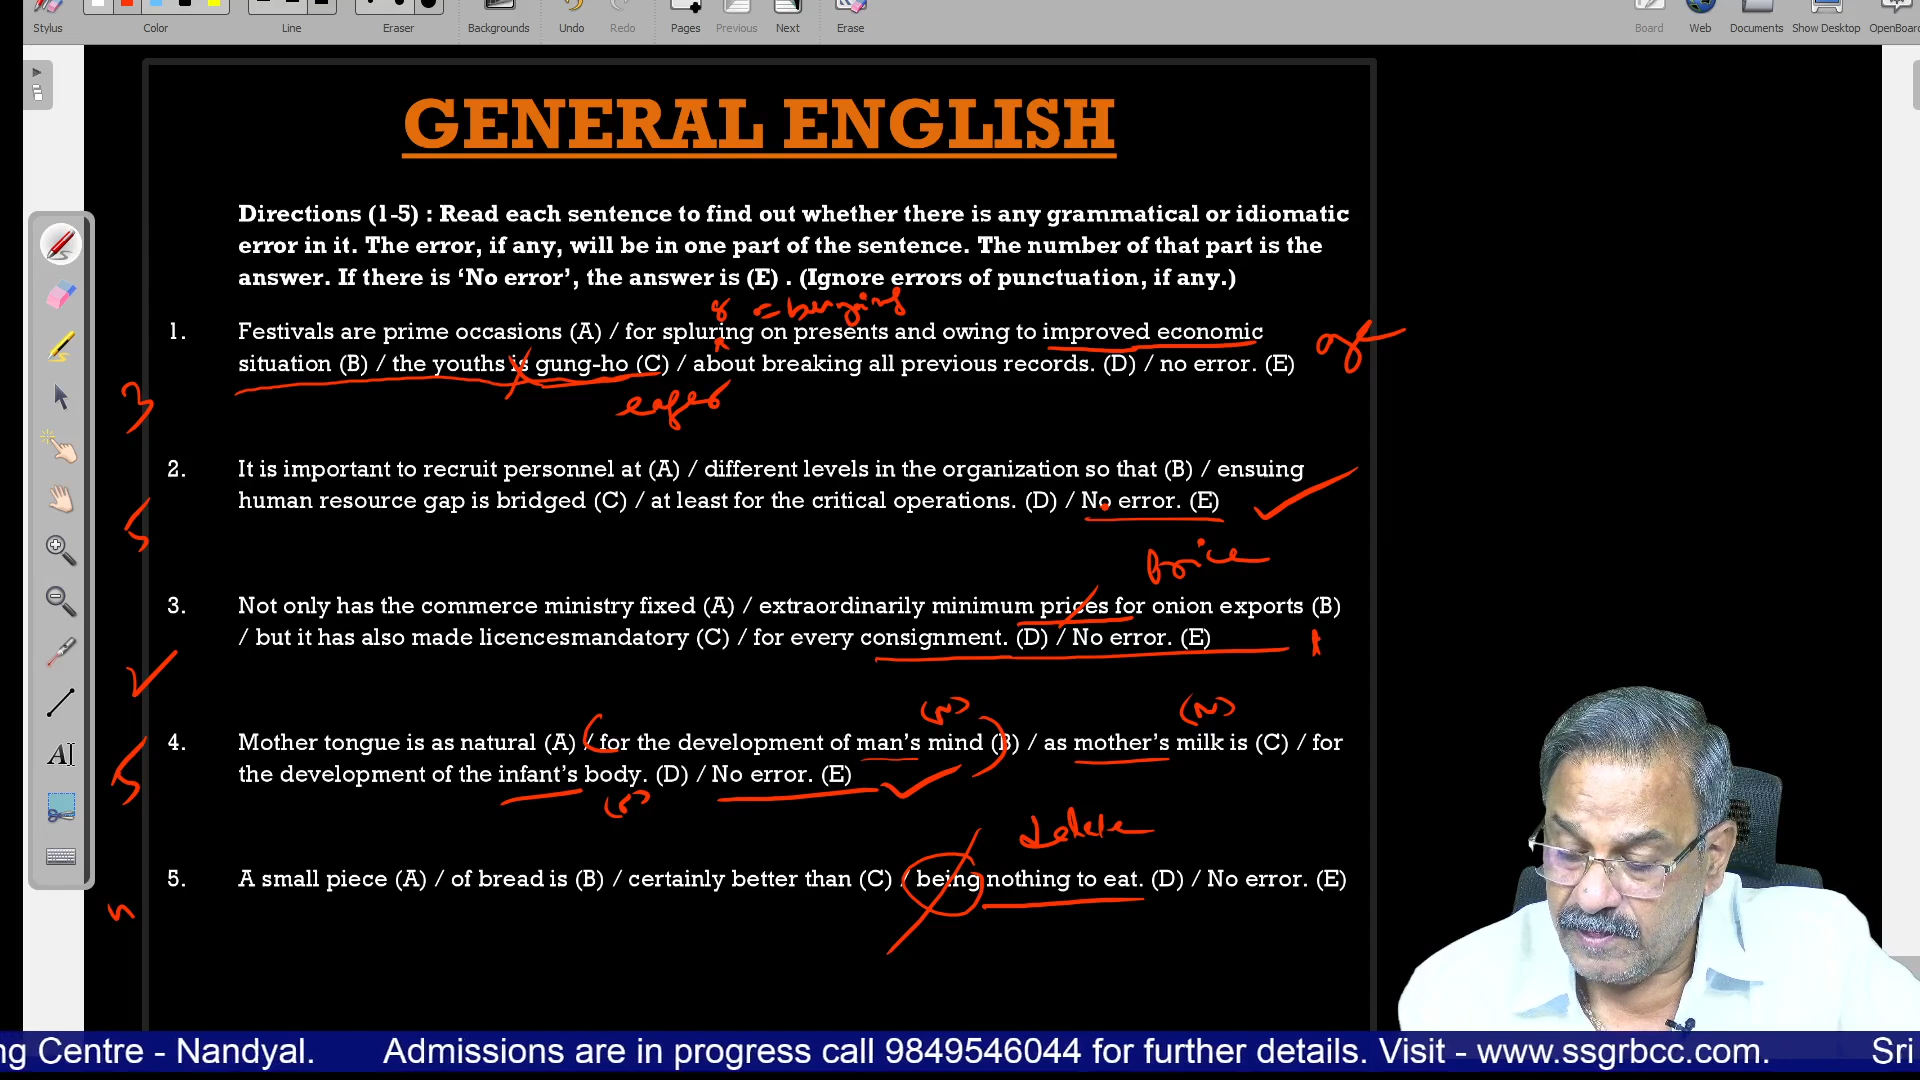 Stylus Color Line Eraser Backgrounds Undo Redo Pages Previous Next Erase Board Web Documents Show Desktop OpenBoard
GENERAL ENGLISH
Directions (1-5) : Read each sentence to find out whether there is any grammatical or idiomatic
error in it. The error, if any, will be in one part of the sentence. The number of that part is the
answer. If there is ‘No error’, the answer is (E) . (Ignore errors of punctuation, if any.)
1. Festivals are prime occasions (A) / for spluring on presents and owing to improved economic
situation (B) / the youths is gung-ho (C) / about breaking all previous records. (D) / no error. (E)
eager
3
2. It is important to recruit personnel at (A) / different levels in the organization so that (B) / ensuing
human resource gap is bridged (C) / at least for the critical operations. (D) / No error. (E)
5
Price
3. Not only has the commerce ministry fixed (A) / extraordinarily minimum prices for onion exports (B)
/ but it has also made licencesmandatory (C) / for every consignment. (D) / No error. (E)
2
(N) (N)
4. Mother tongue is as natural (A) / for the development of man’s mind (B) / as mother’s milk is (C) / for
the development of the infant’s body. (D) / No error. (E)
5
delete
5. A small piece (A) / of bread is (B) / certainly better than (C) / being nothing to eat. (D) / No error. (E)
ng Centre - Nandyal. Admissions are in progress call 9849546044 for further details. Visit - www.ssgrbcc.com. Sri